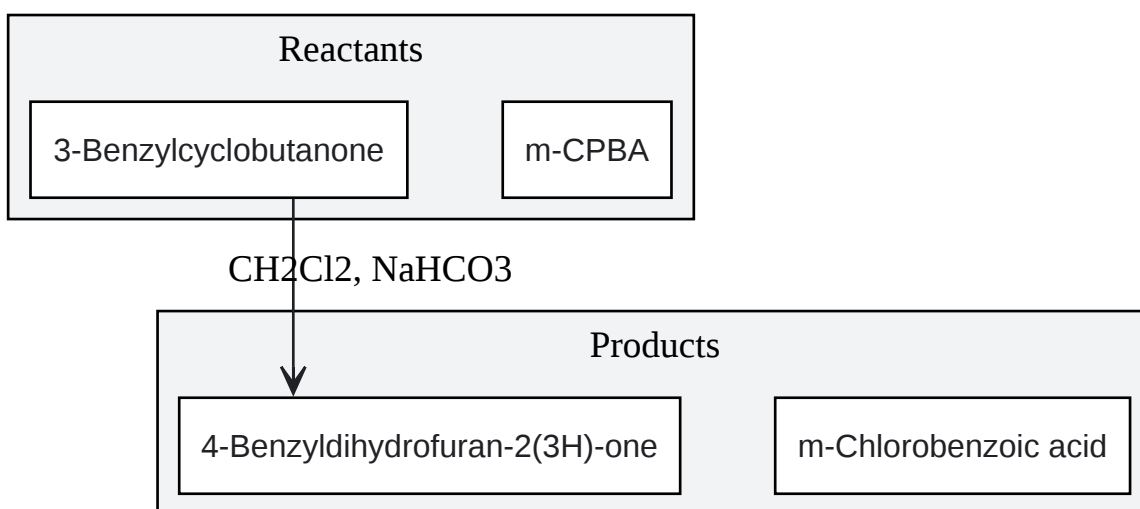 Reactants
3-Benzylcyclobutanone
m-CPBA
CH2Cl2, NaHCO3
Products
4-Benzyldihydrofuran-2(3H)-one
m-Chlorobenzoic acid